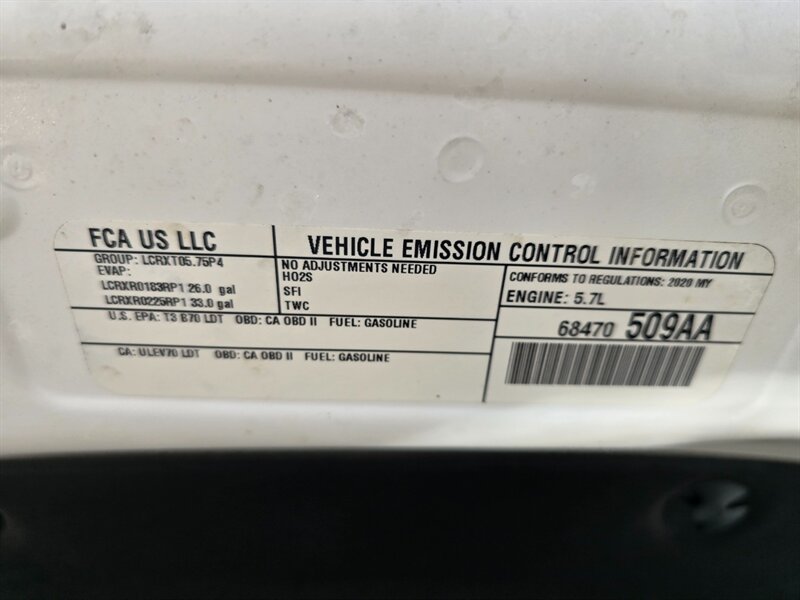 FCA US LLC
VEHICLE EMISSION CONTROL INFORMATION
GROUP: LCRXT05.75P4
EVAP:
LCRXR0183RP1 26.0 gal
LCRXR0225RP1 33.0 gal
NO ADJUSTMENTS NEEDED
HO2S
SFI
TWC
CONFORMS TO REGULATIONS: 2020 MY
ENGINE: 5.7L
U.S. EPA: T3 B70 LDT OBD: CA OBD II FUEL: GASOLINE
CA: ULEV70 LDT OBD: CA OBD II FUEL: GASOLINE
68470 509AA